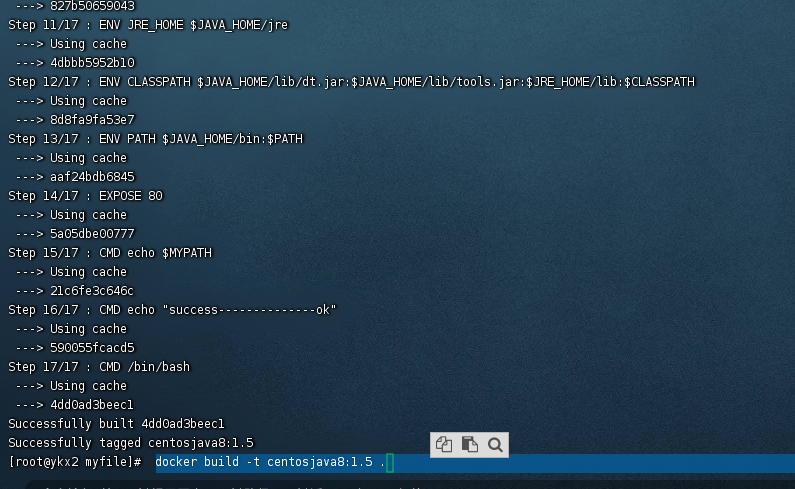 ---> 827b50659043
Step 11/17 : ENV JRE_HOME $JAVA_HOME/jre
---> Using cache
---> 4dbbb5952b10
Step 12/17 : ENV CLASSPATH $JAVA_HOME/lib/dt.jar:$JAVA_HOME/lib/tools.jar:$JRE_HOME/lib:$CLASSPATH
---> Using cache
---> 8d8fa9fa53e7
Step 13/17 : ENV PATH $JAVA_HOME/bin:$PATH
---> Using cache
---> aaf24bdb6845
Step 14/17 : EXPOSE 80
---> Using cache
---> 5a05dbe00777
Step 15/17 : CMD echo $MYPATH
---> Using cache
---> 21c6fe3c646c
Step 16/17 : CMD echo "success--------------ok"
---> Using cache
---> 590055fcacd5
Step 17/17 : CMD /bin/bash
---> Using cache
---> 4dd0ad3beec1
Successfully built 4dd0ad3beec1
Successfully tagged centosjava8:1.5
[root@ykx2 myfile]# docker build -t centosjava8:1.5 .